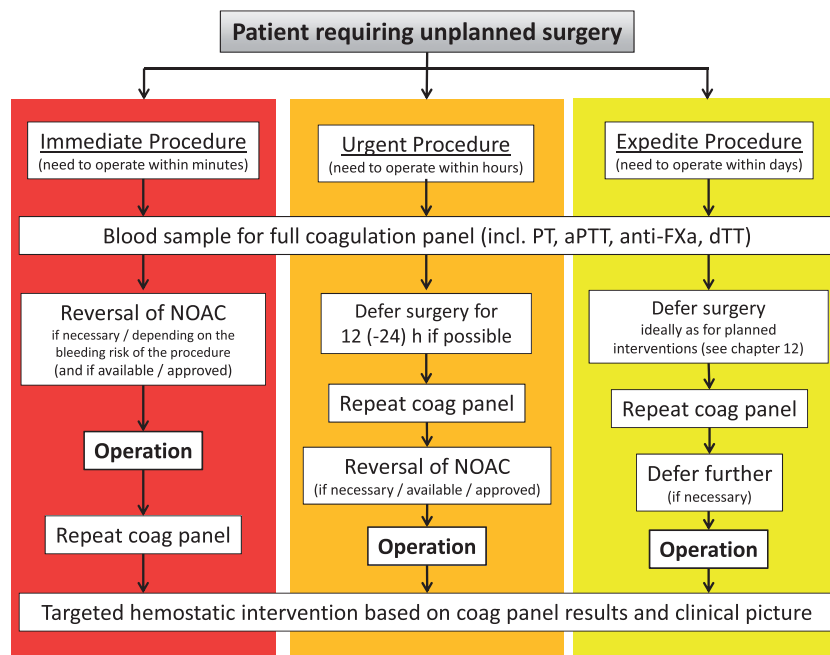 Patient requiring unplanned surgery
Immediate Procedure
(need to operate within minutes)
Urgent Procedure
(need to operate within hours)
Expedite Procedure
(need to operate within days)
Blood sample for full coagulation panel (incl. PT, aPTT, anti-FXa, dTT)
Reversal of NOAC
if necessary / depending on the
bleeding risk of the procedure
(and if available / approved)
Operation
Repeat coag panel
Defer surgery for
12 (-24) h if possible
Repeat coag panel
Reversal of NOAC
(if necessary / available / approved)
Operation
Defer surgery
ideally as for planned
interventions (see chapter 12)
Repeat coag panel
Defer further
(if necessary)
Operation
Targeted hemostatic intervention based on coag panel results and clinical picture